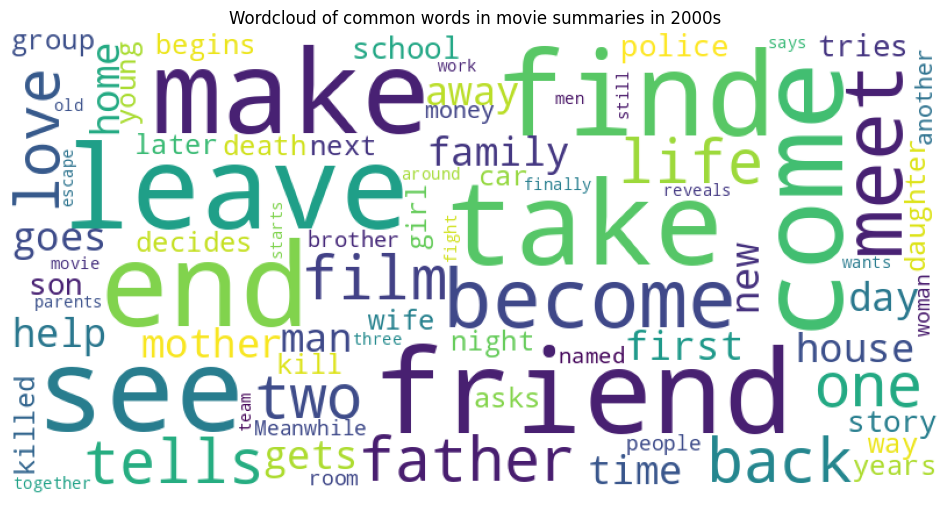 Wordcloud of common words in movie summaries in 2000s
group
begins
school
police
says
tries
love
old
home
young
make
work
away
money
finde
men
still
come
meet
another
later
death
next
family
life
escape
leave
around
car
finally
reveals
girl
take
daughter
goes
decides
starts
brother
fight
movie
son
parents
end
film
become
new
wants
day
woman
help
mother
man
wife
three
night
named
first
house
kill
see
two
friend
asks
one
killed
team
Meanwhile
story
tells
gets
father
people
way
together
room
time
back
years